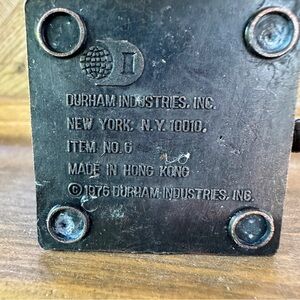 DURHAM INDUSTRIES, INC.
NEW YORK, N.Y. 10010.
ITEM NO. 6
MADE IN HONG KONG
© 1976 DURHAM INDUSTRIES, INC.